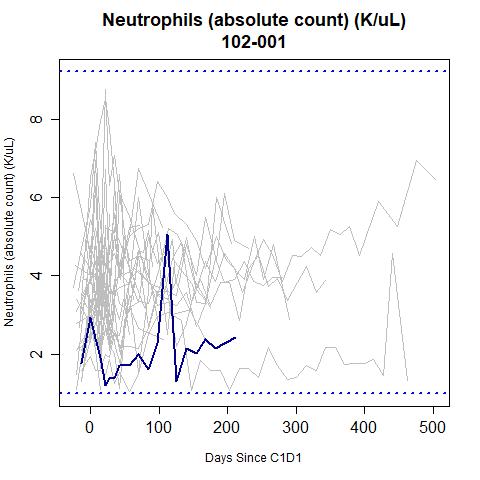 Neutrophils (absolute count) (K/uL)
102-001
Neutrophils (absolute count) (K/uL)
8
6
4
2
0 100 200 300 400 500
Days Since C1D1